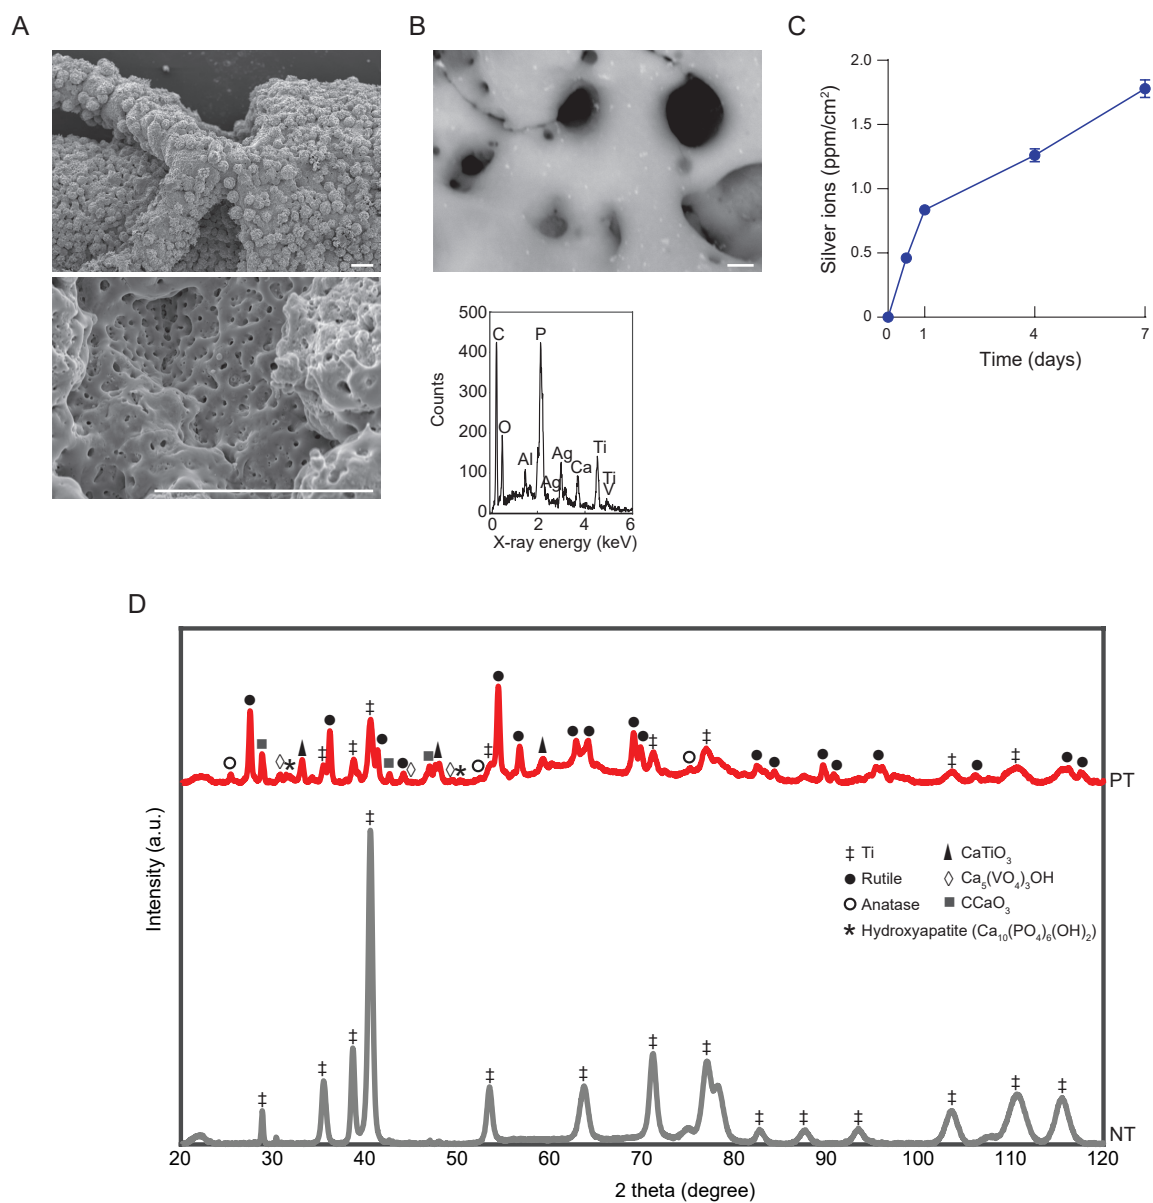 A
B
C
2.0
1.5
1.0
0.5
0
0
1
4
7
Silver ions (ppm/cm²)
Time (days)
500
400
300
200
100
0
Counts
C
P
O
Al
Ag
Ag
Ca
Ti
Ti
V
0
2
4
6
X-ray energy (keV)
D
Intensity (a.u.)
‡
PT
‡ Ti
● Rutile
○ Anatase
* Hydroxyapatite (Ca₁₀(PO₄)₆(OH)₂)
▲ CaTiO₃
◊ Ca₅(VO₄)₃OH
■ CCaO₃
NT
20 30 40 50 60 70 80 90 100 110 120
2 theta (degree)